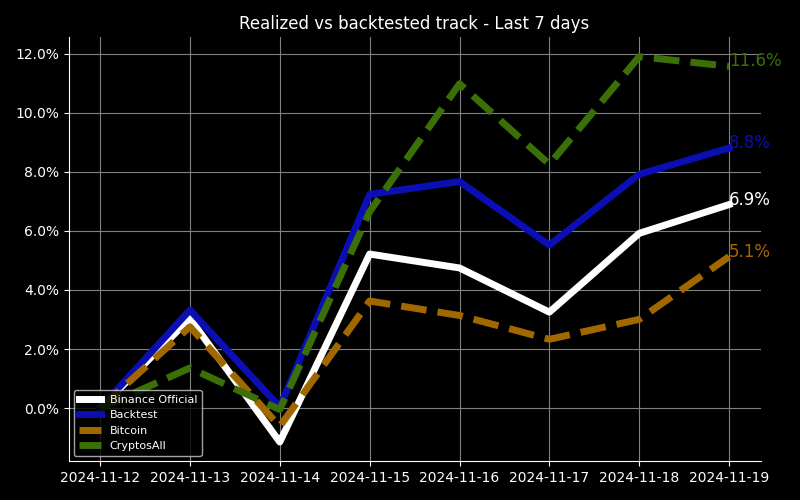 Realized vs backtested track - Last 7 days
12.0%
10.0%
8.0%
6.0%
4.0%
2.0%
0.0%
11.6%
8.8%
6.9%
5.1%
Binance Official
Backtest
Bitcoin
CryptosAll
2024-11-12 2024-11-13 2024-11-14 2024-11-15 2024-11-16 2024-11-17 2024-11-18 2024-11-19